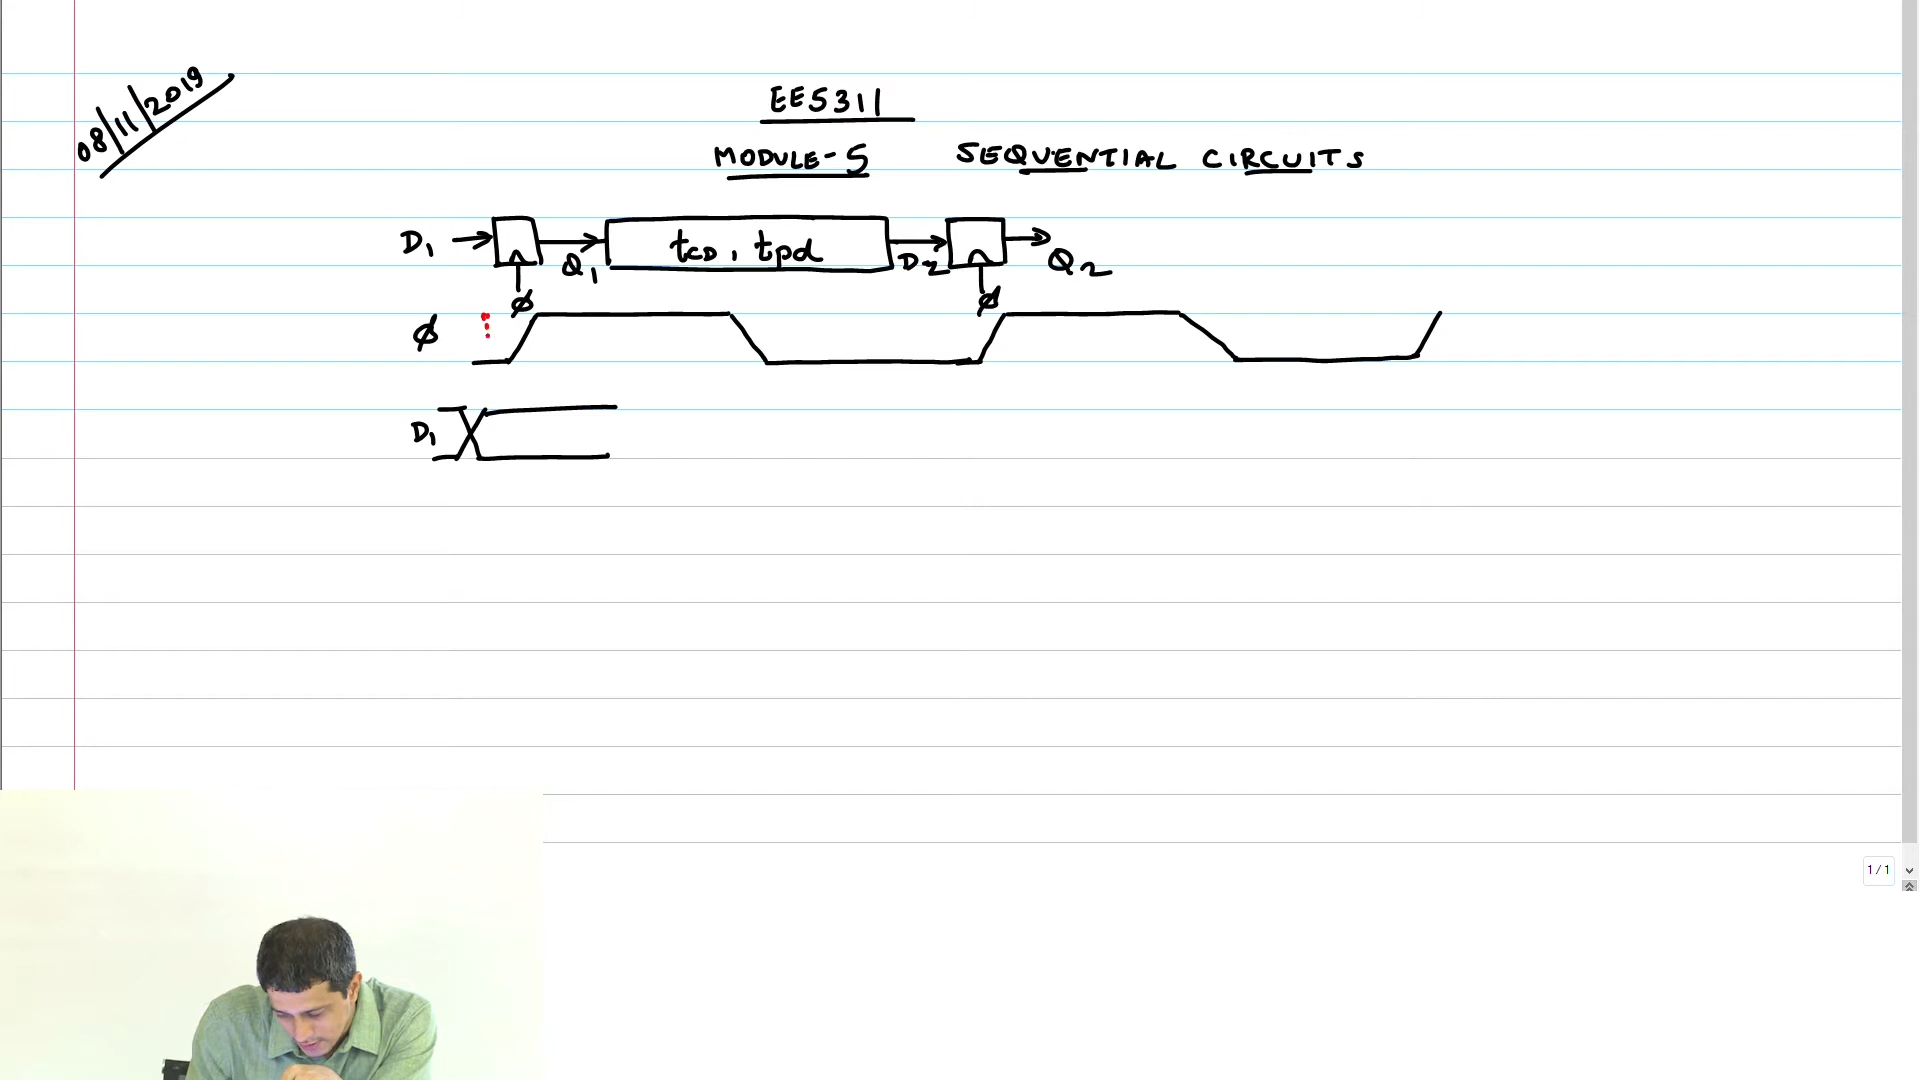 08/11/2019
EE5311
MODULE-5 SEQUENTIAL CIRCUITS
D1 Q1 tCD, tpd D2 Q2
ϕ ϕ
ϕ
D1
1 / 1